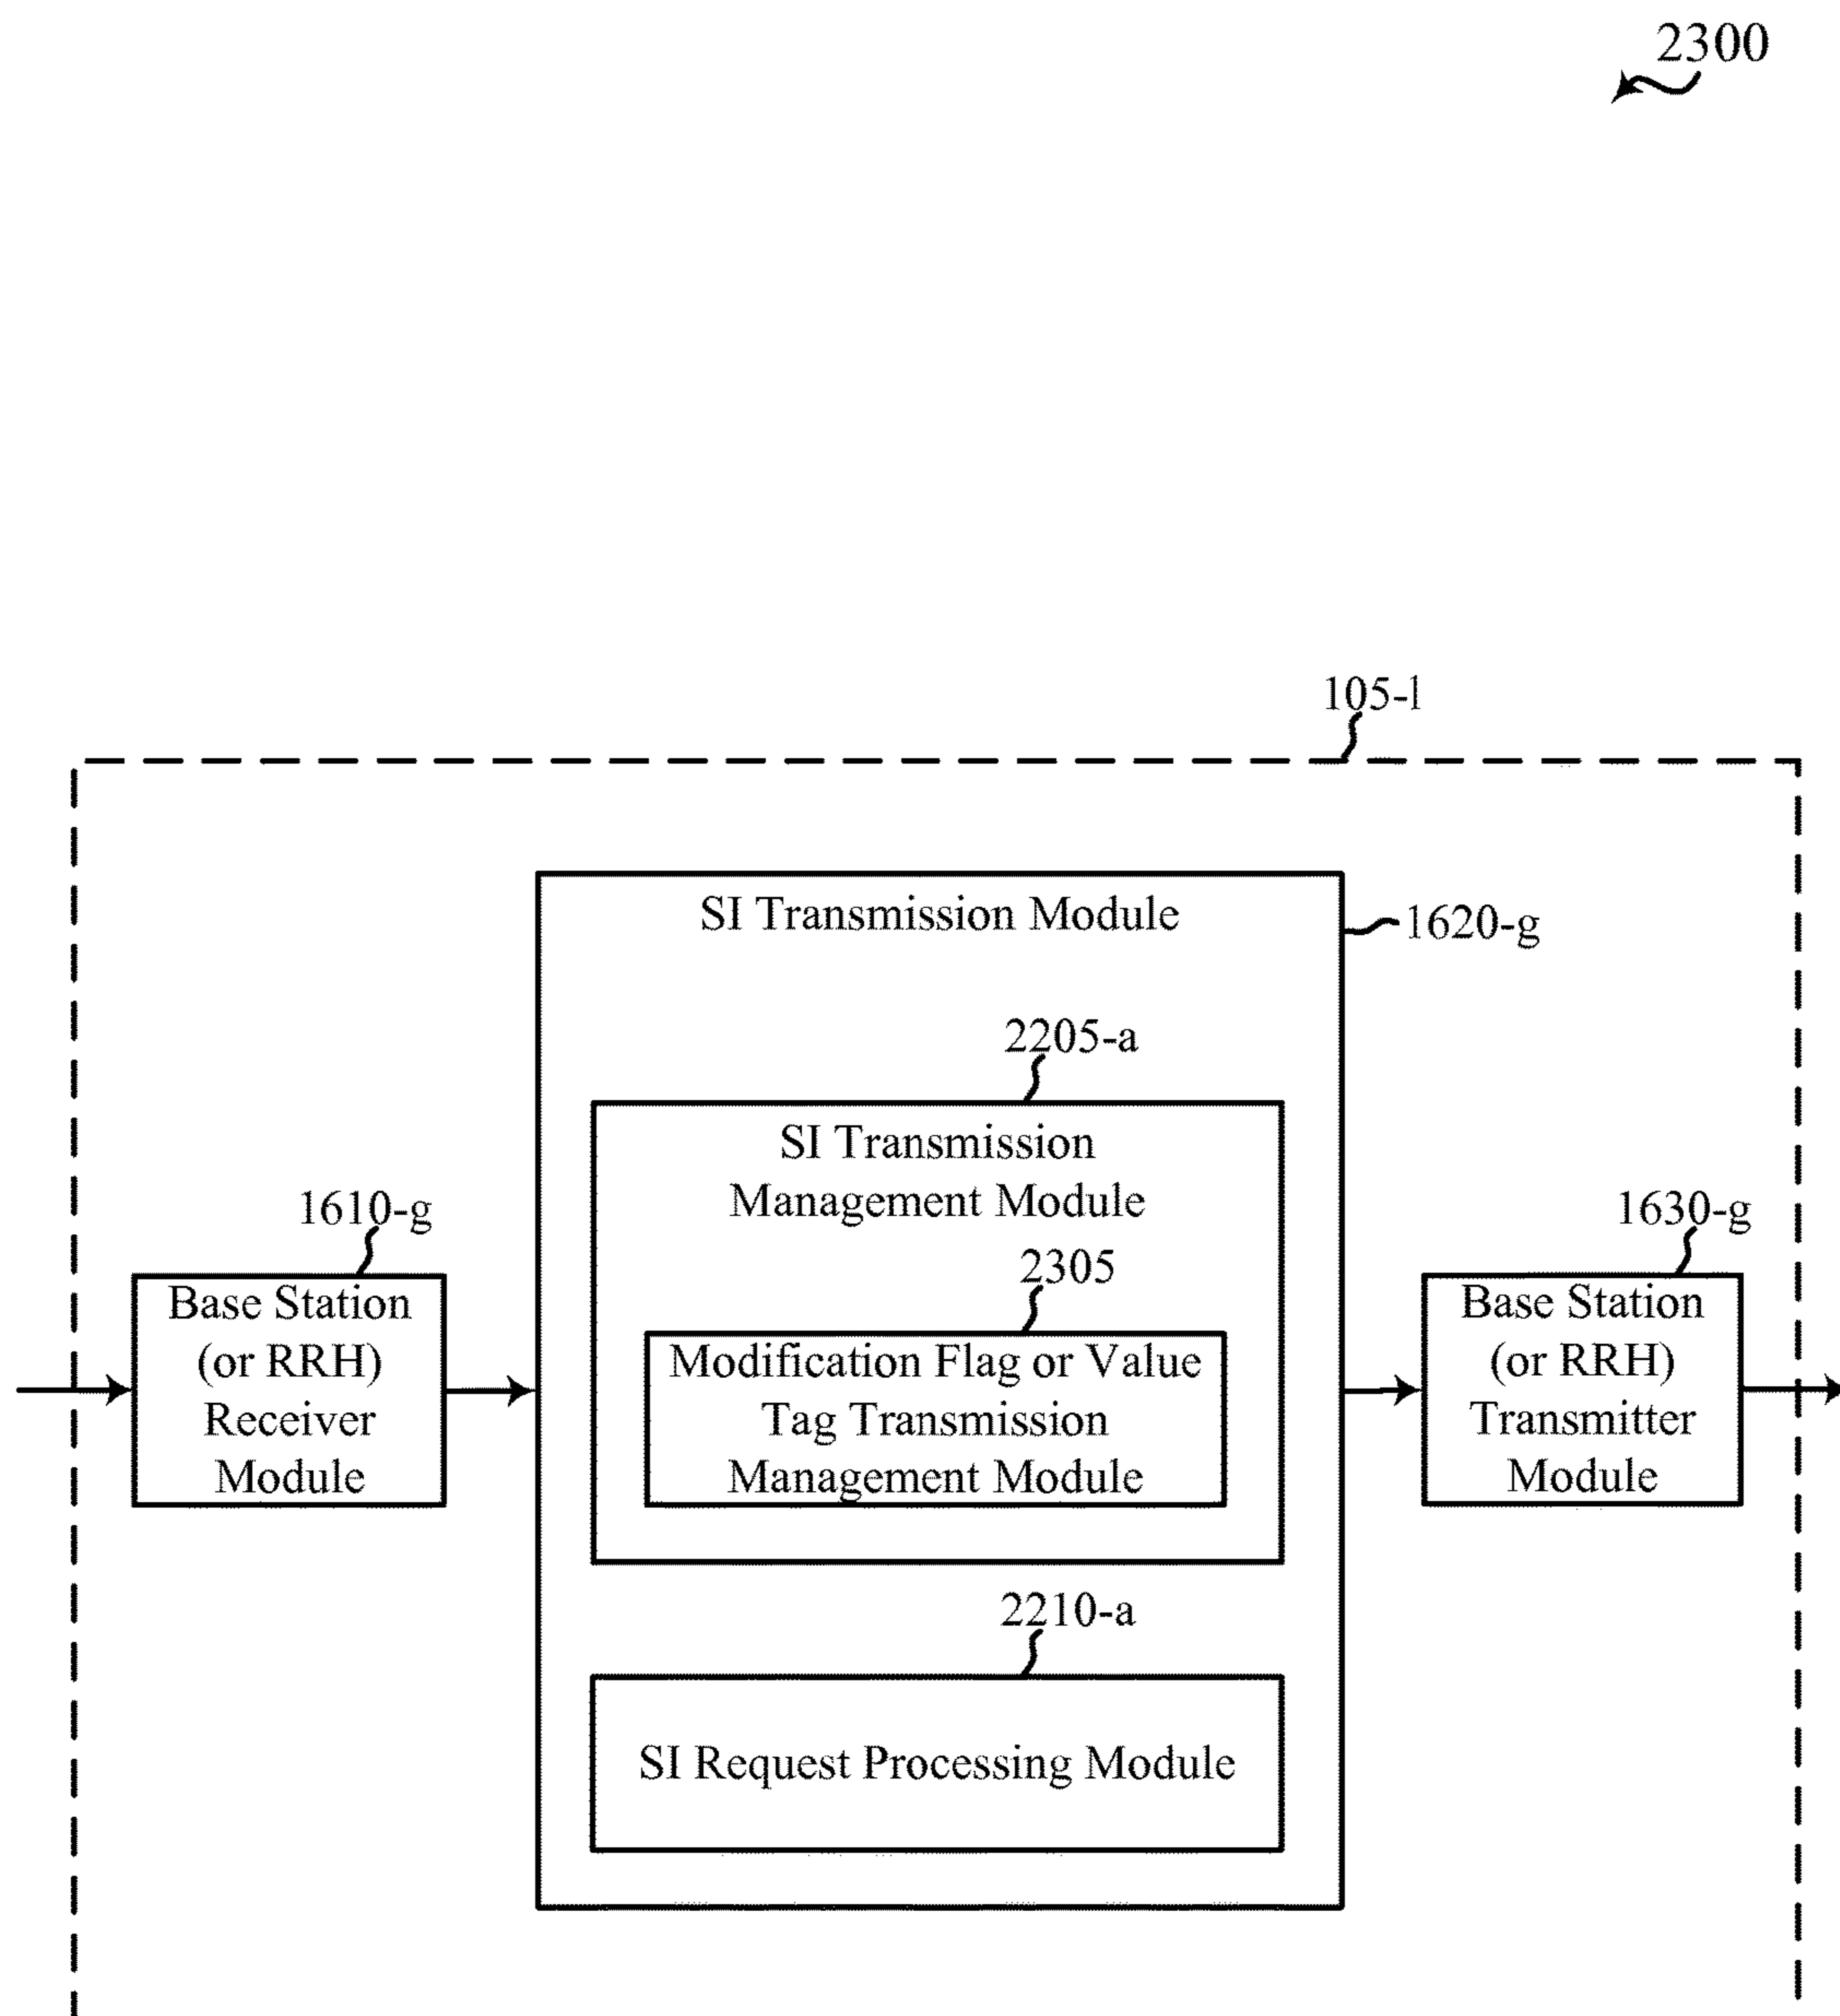 2300
105-l
SI Transmission Module
1620-g
2205-a
SI Transmission
Management Module
1610-g
1630-g
2305
Base Station
(or RRH)
Receiver
Module
Modification Flag or Value
Tag Transmission
Management Module
Base Station
(or RRH)
Transmitter
Module
2210-a
SI Request Processing Module